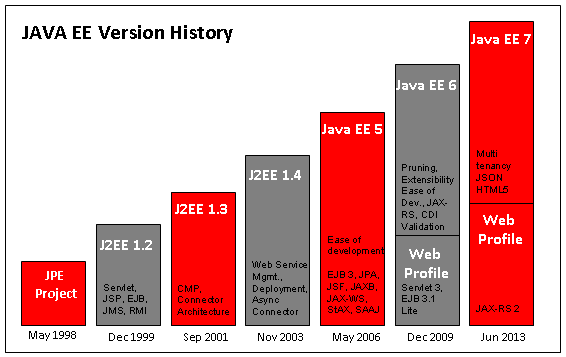 JAVA EE Version History
JPE
Project
May 1998
J2EE 1.2
Servlet,
JSP, EJB,
JMS, RMI
Dec 1999
J2EE 1.3
CMP,
Connector
Architecture
Sep 2001
J2EE 1.4
Web Service
Mgmt.,
Deployment,
Async
Connector
Nov 2003
Java EE 5
Ease of
development
EJB 3, JPA,
JSF, JAXB,
JAX-WS,
StAX, SAAJ
May 2006
Java EE 6
Pruning,
Extensibility
Ease of
Dev., JAX-
RS, CDI
Validation
Web
Profile
Servlet 3,
EJB 3.1
Lite
Dec 2009
Java EE 7
Multi
tenancy
JSON
HTML5
Web
Profile
JAX-RS 2
Jun 2013